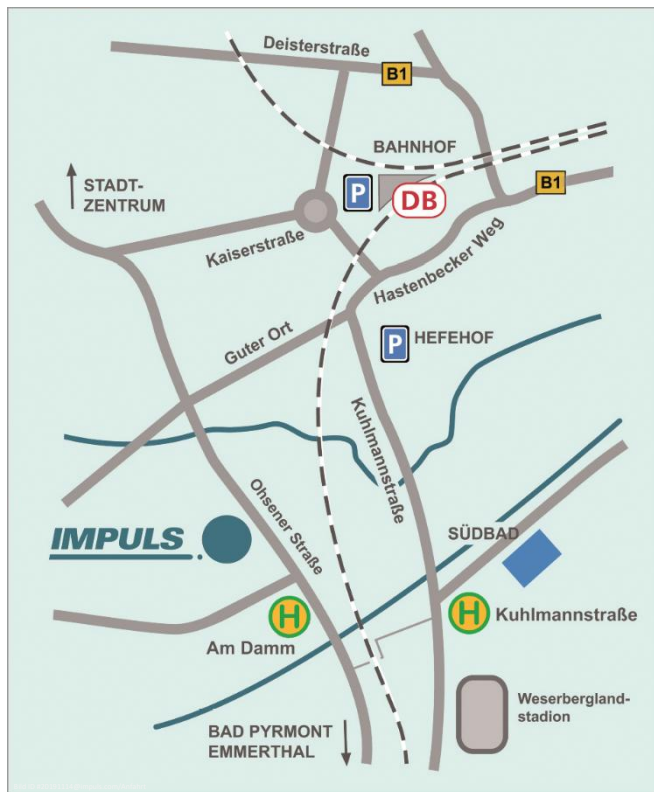 Deisterstraße
B1
BAHNHOF
P
DB
B1
STADT-
ZENTRUM
Kaiserstraße
Hastenbecker Weg
Guter Ort
P
HEFEHOF
Kuhlmannstraße
Ohsener Straße
IMPULS
SÜDBAD
H
Am Damm
H
Kuhlmannstraße
Weserbergland-
stadion
BAD PYRMONT
EMMERTHAL